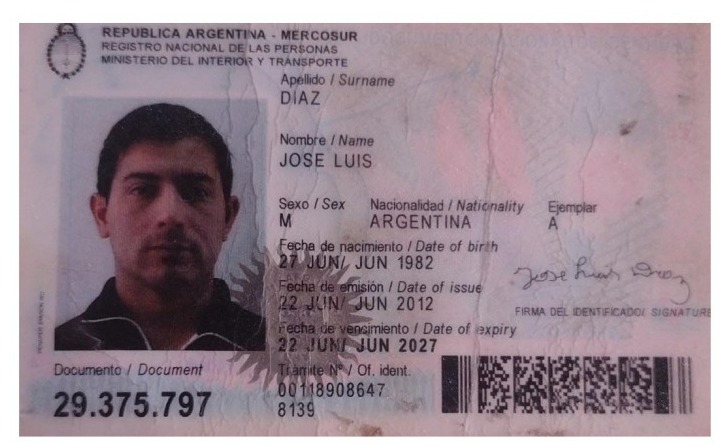 REPUBLICA ARGENTINA - MERCOSUR
REGISTRO NACIONAL DE LAS PERSONAS
MINISTERIO DEL INTERIOR Y TRANSPORTE
Apellido / Surname
DIAZ
Nombre / Name
JOSE LUIS
Sexo / Sex Nacionalidad / Nationality Ejemplar
M ARGENTINA A
Fecha de nacimiento / Date of birth
27 JUN/ JUN 1982
Fecha de emisión / Date of issue
22 JUN/ JUN 2012
Jose Luis Diaz
FIRMA DEL IDENTIFICADO/ SIGNATURE
Fecha de vencimiento / Date of expiry
22 JUN/ JUN 2027
Documento / Document
29.375.797
Tramite Nº / Of. ident.
00118908647
8139